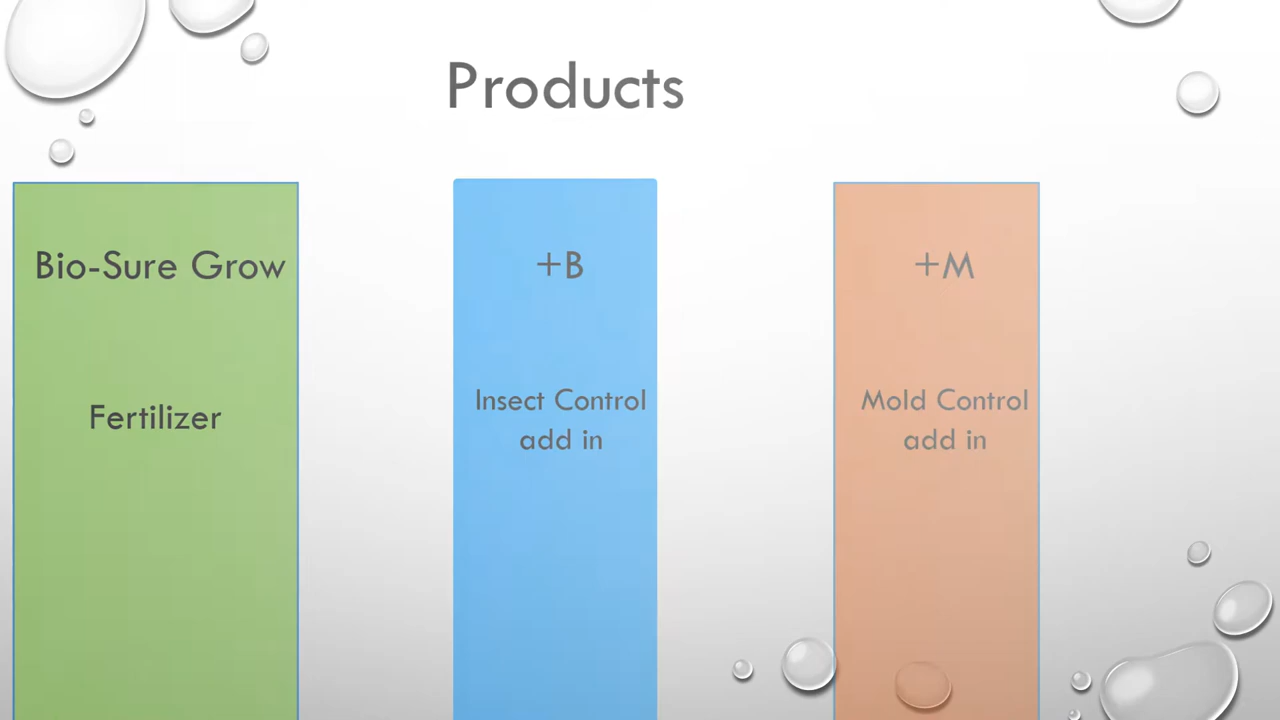 Products
Bio-Sure Grow
Fertilizer
+B
Insect Control
add in
+M
Mold Control
add in